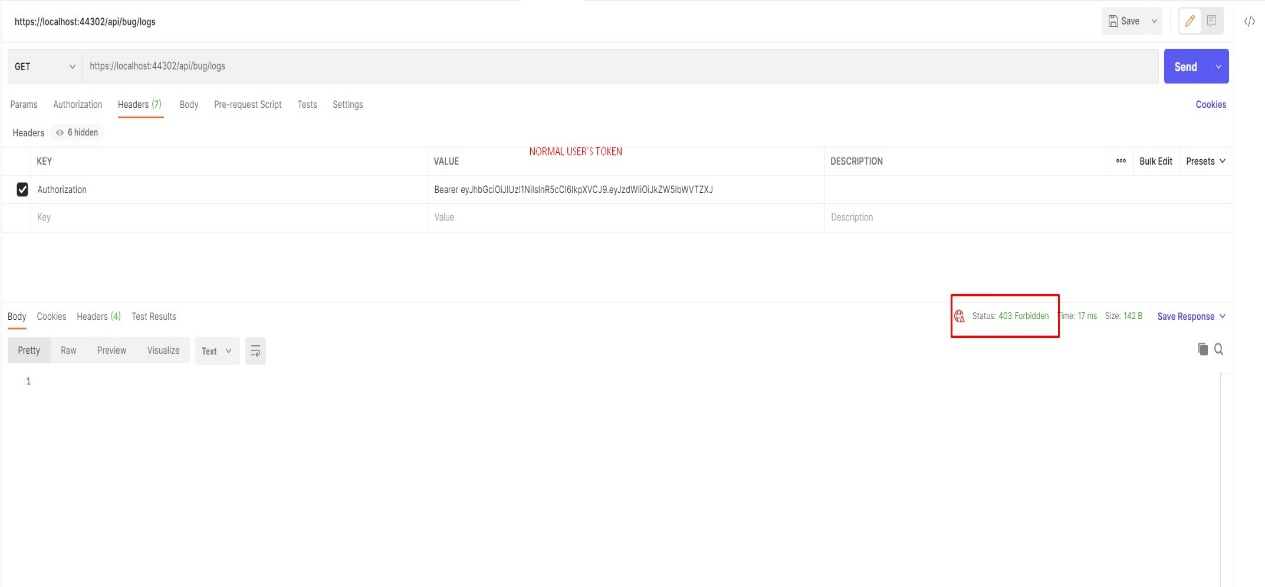 https://localhost:44302/api/bug/logs
Save
GET https://localhost:44302/api/bug/logs Send
Params Authorization Headers (7) Body Pre-request Script Tests Settings Cookies
Headers 6 hidden
NORMAL USER'S TOKEN
KEY VALUE DESCRIPTION ooo Bulk Edit Presets
Authorization Bearer
Key Value Description
Body Cookies Headers (4) Test Results Status: 403 Forbidden Time: 17 ms Size: 142 B Save Response
Pretty Raw Preview Visualize Text
1